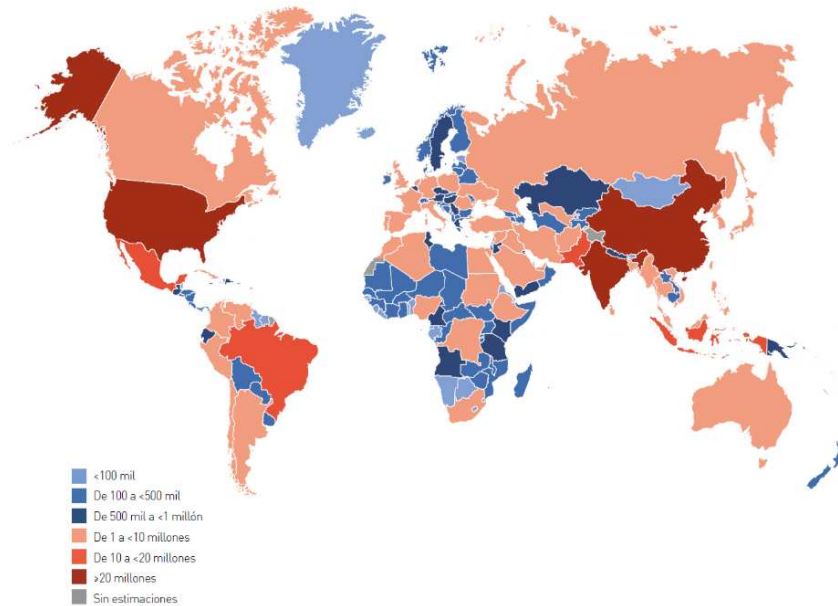 <100 mil
De 100 a <500 mil
De 500 mil a <1 millón
De 1 a <10 millones
De 10 a <20 millones
≥20 millones
Sin estimaciones